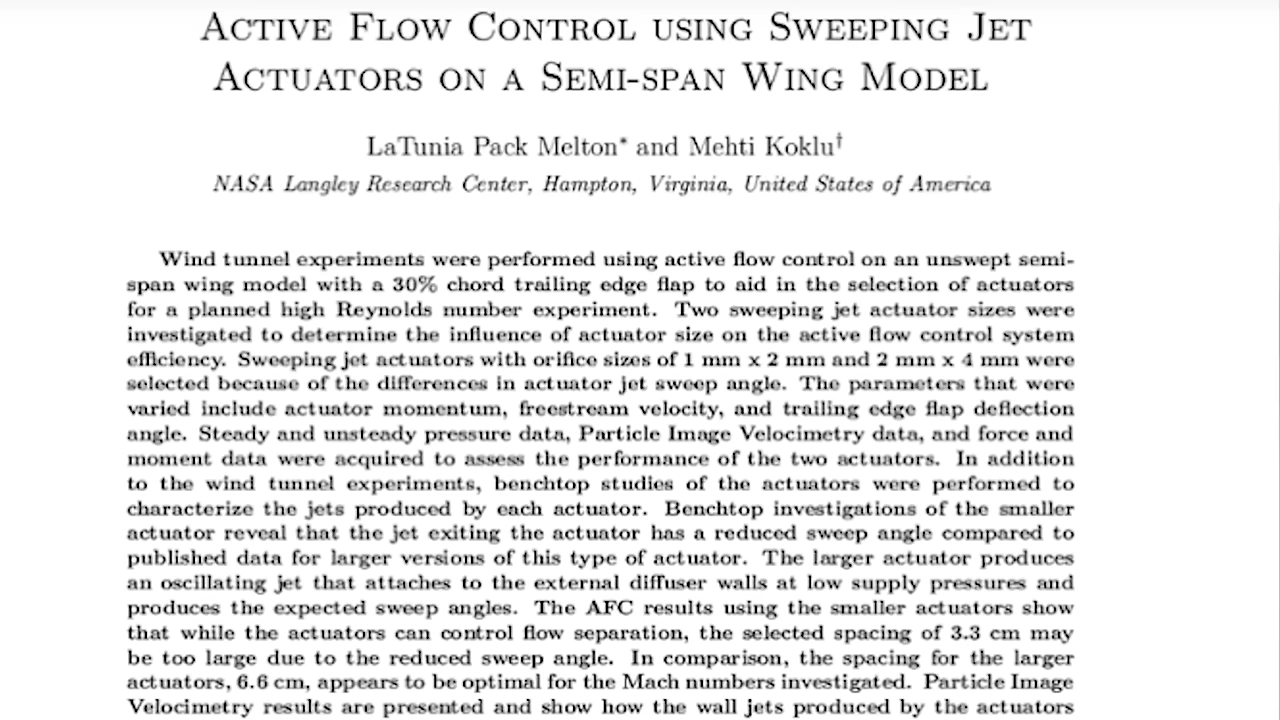 ACTIVE FLOW CONTROL USING SWEEPING JET
ACTUATORS ON A SEMI-SPAN WING MODEL
LaTunia Pack Melton* and Mehti Koklu†
NASA Langley Research Center, Hampton, Virginia, United States of America
Wind tunnel experiments were performed using active flow control on an unswept semi-
span wing model with a 30% chord trailing edge flap to aid in the selection of actuators
for a planned high Reynolds number experiment. Two sweeping jet actuator sizes were
investigated to determine the influence of actuator size on the active flow control system
efficiency. Sweeping jet actuators with orifice sizes of 1 mm x 2 mm and 2 mm x 4 mm were
selected because of the differences in actuator jet sweep angle. The parameters that were
varied include actuator momentum, freestream velocity, and trailing edge flap deflection
angle. Steady and unsteady pressure data, Particle Image Velocimetry data, and force and
moment data were acquired to assess the performance of the two actuators. In addition
to the wind tunnel experiments, benchtop studies of the actuators were performed to
characterize the jets produced by each actuator. Benchtop investigations of the smaller
actuator reveal that the jet exiting the actuator has a reduced sweep angle compared to
published data for larger versions of this type of actuator. The larger actuator produces
an oscillating jet that attaches to the external diffuser walls at low supply pressures and
produces the expected sweep angles. The AFC results using the smaller actuators show
that while the actuators can control flow separation, the selected spacing of 3.3 cm may
be too large due to the reduced sweep angle. In comparison, the spacing for the larger
actuators, 6.6 cm, appears to be optimal for the Mach numbers investigated. Particle Image
Velocimetry results are presented and show how the wall jets produced by the actuators